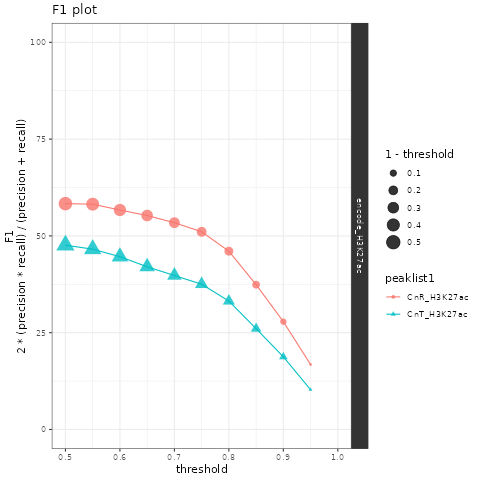 F1 plot
F1
2 * (precision * recall) / (precision + recall)
100
75
50
25
0
0.5 0.6 0.7 0.8 0.9 1.0
threshold
encode_H3K27ac
1 - threshold
0.1
0.2
0.3
0.4
0.5
peaklist1
CnR_H3K27ac
CnT_H3K27ac